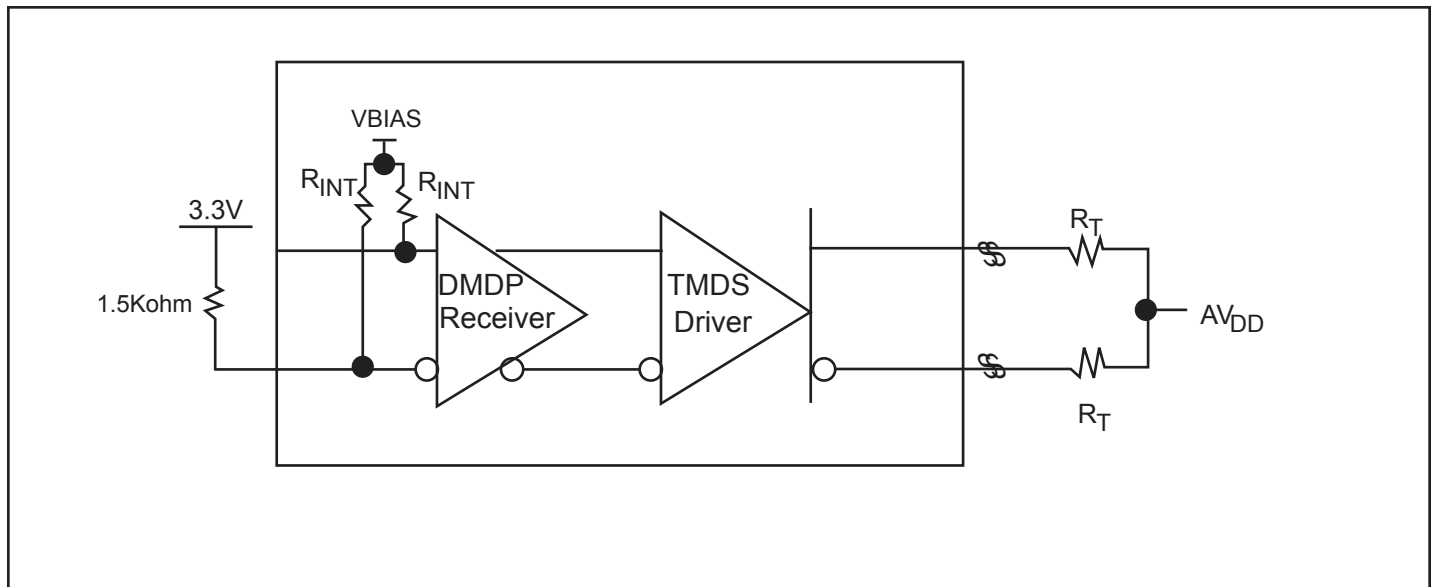 VBIAS
RINT
RINT
3.3V
1.5Kohm
DMDP
Receiver
TMDS
Driver
RT
AVDD
RT